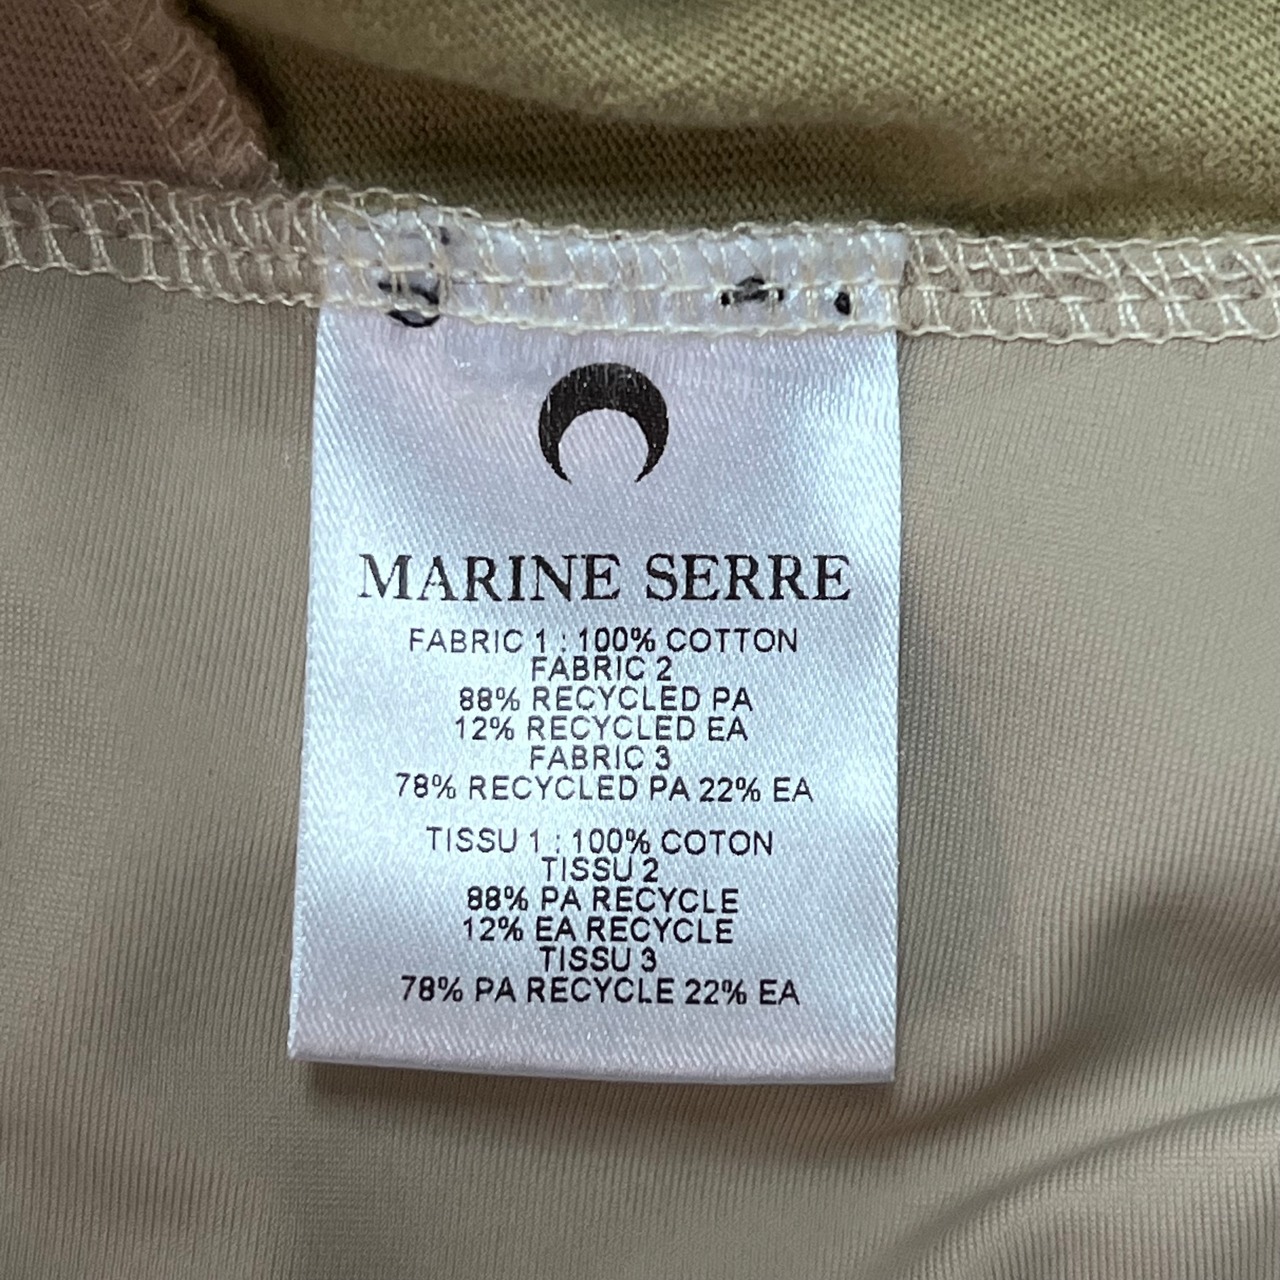 MARINE SERRE
FABRIC 1 : 100% COTTON
FABRIC 2
88% RECYCLED PA
12% RECYCLED EA
FABRIC 3
78% RECYCLED PA 22% EA
TISSU 1 : 100% COTON
TISSU 2
88% PA RECYCLE
12% EA RECYCLE
TISSU 3
78% PA RECYCLE 22% EA